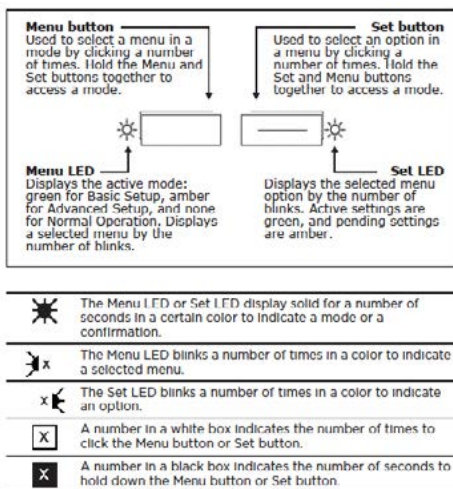 Menu button
Used to select a menu in a
mode by clicking a number
of times. Hold the Menu and
Set buttons together to
access a mode.
Set button
Used to select an option in
a menu by clicking a
number of times. Hold the
Set and Menu buttons
together to access a mode.
Menu LED
Displays the active mode:
green for Basic Setup, amber
for Advanced Setup, and none
for Normal Operation. Displays
a selected menu by the
number of blinks.
Set LED
Displays the selected menu
option by the number of
blinks. Active settings are
green, and pending settings
are amber.
The Menu LED or Set LED display solid for a number of
seconds in a certain color to indicate a mode or a
confirmation.
x The Menu LED blinks a number of times in a color to indicate
a selected menu.
x The Set LED blinks a number of times in a color to indicate
an option.
X A number in a white box indicates the number of times to
click the Menu button or Set button.
X A number in a black box indicates the number of seconds to
hold down the Menu button or Set button.